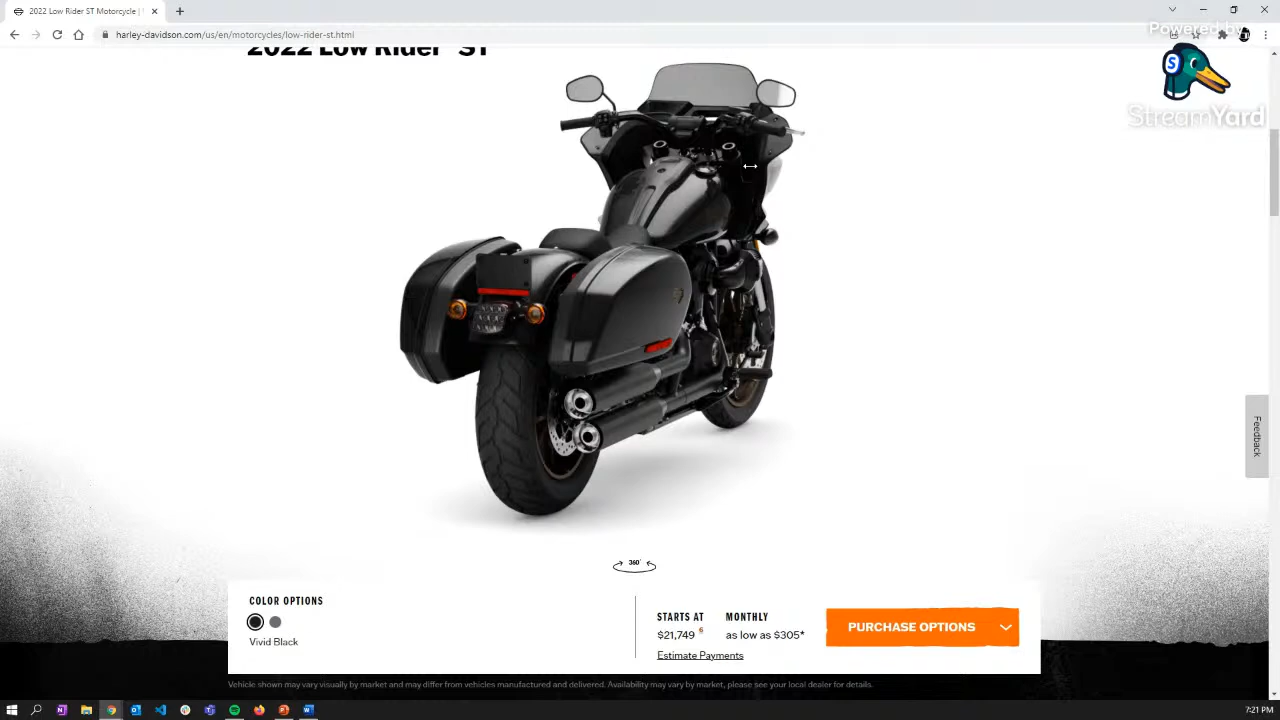 2022 Low Rider ST Motorcycle |
harley-davidson.com/us/en/motorcycles/low-rider-st.html
Powered by
StreamYard
2022 Low Rider ST
360°
Feedback
COLOR OPTIONS
Vivid Black
STARTS AT
$21,749 6
Estimate Payments
MONTHLY
as low as $305*
PURCHASE OPTIONS
Vehicle shown may vary visually by market and may differ from vehicles manufactured and delivered. Availability may vary by market, please see your local dealer for details.
7:21 PM